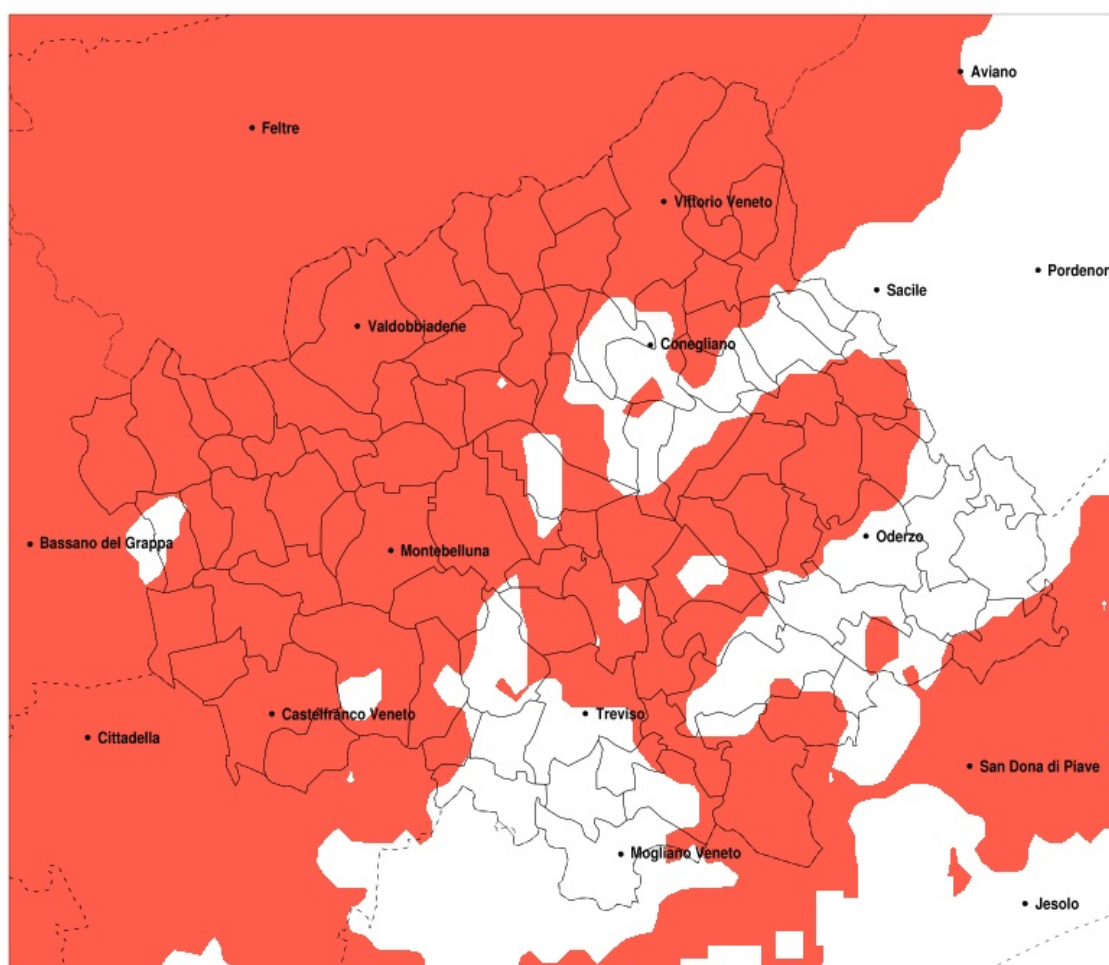 Aviano
Feltre
Vittorio Veneto
Pordenon
Sacile
Valdobbiadene
Conegliano
Oderzo
Bassano del Grappa
Montebelluna
Castelfranco Veneto
Treviso
Cittadella
San Dona di Piave
Mogliano Veneto
Jesolo